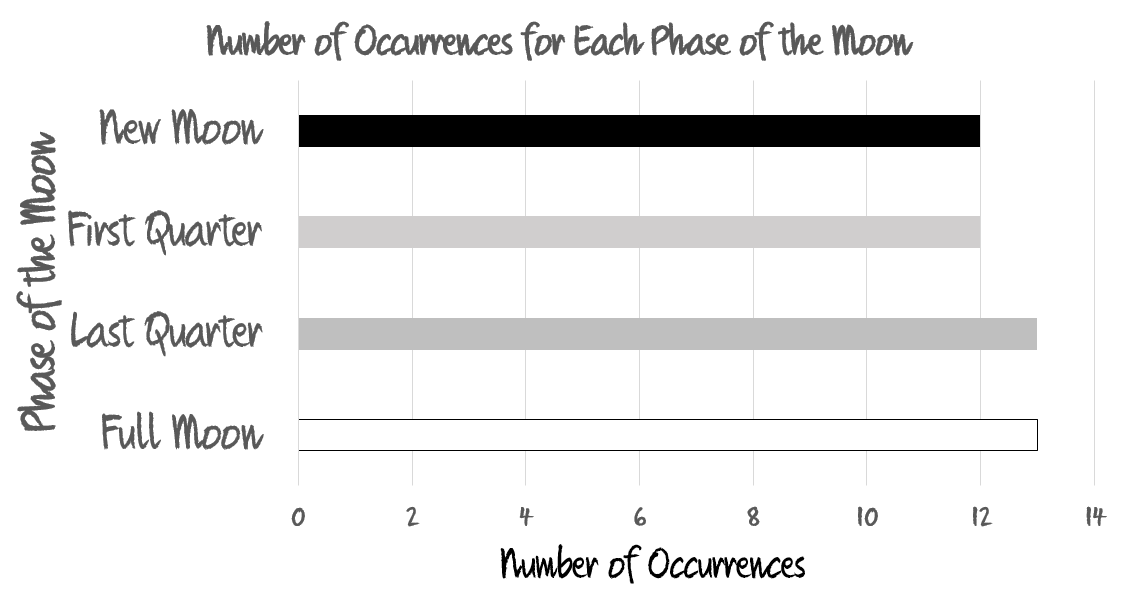 Number of Occurrences for Each Phase of the Moon
Phase of the Moon
New Moon
First Quarter
Last Quarter
Full Moon
0 2 4 6 8 10 12 14
Number of Occurrences